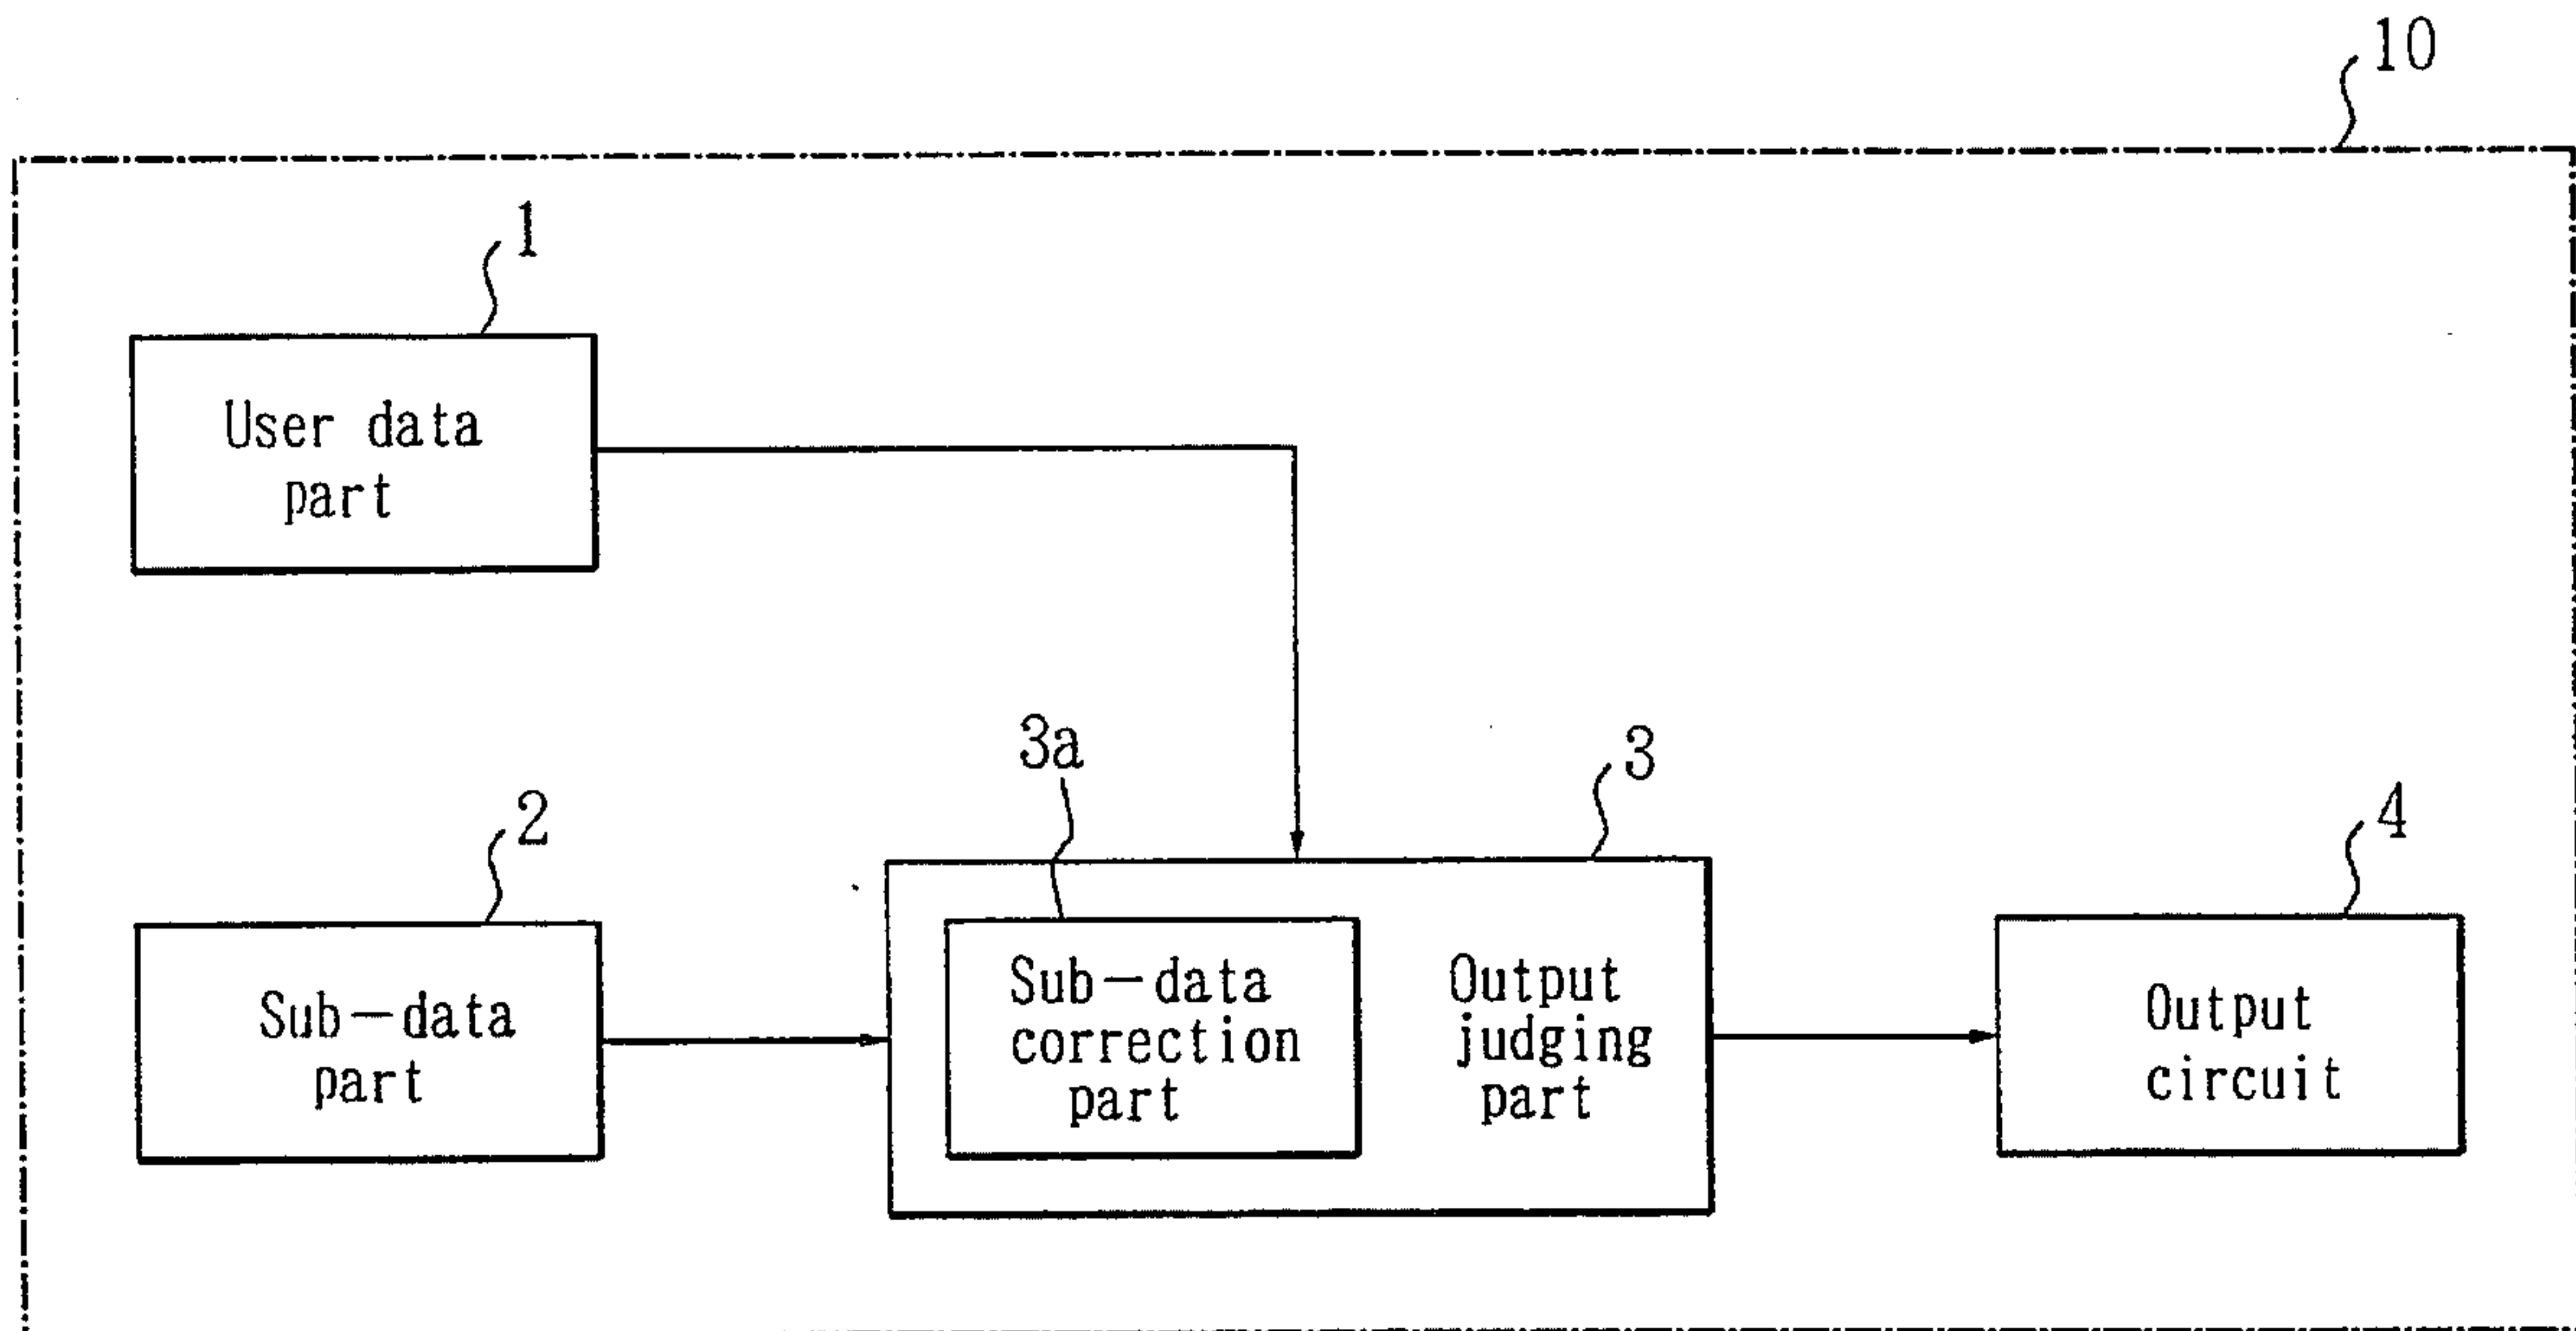 10
1
User data
part
2
Sub-data
part
3a
3
Sub-data
correction
part
Output
judging
part
4
Output
circuit